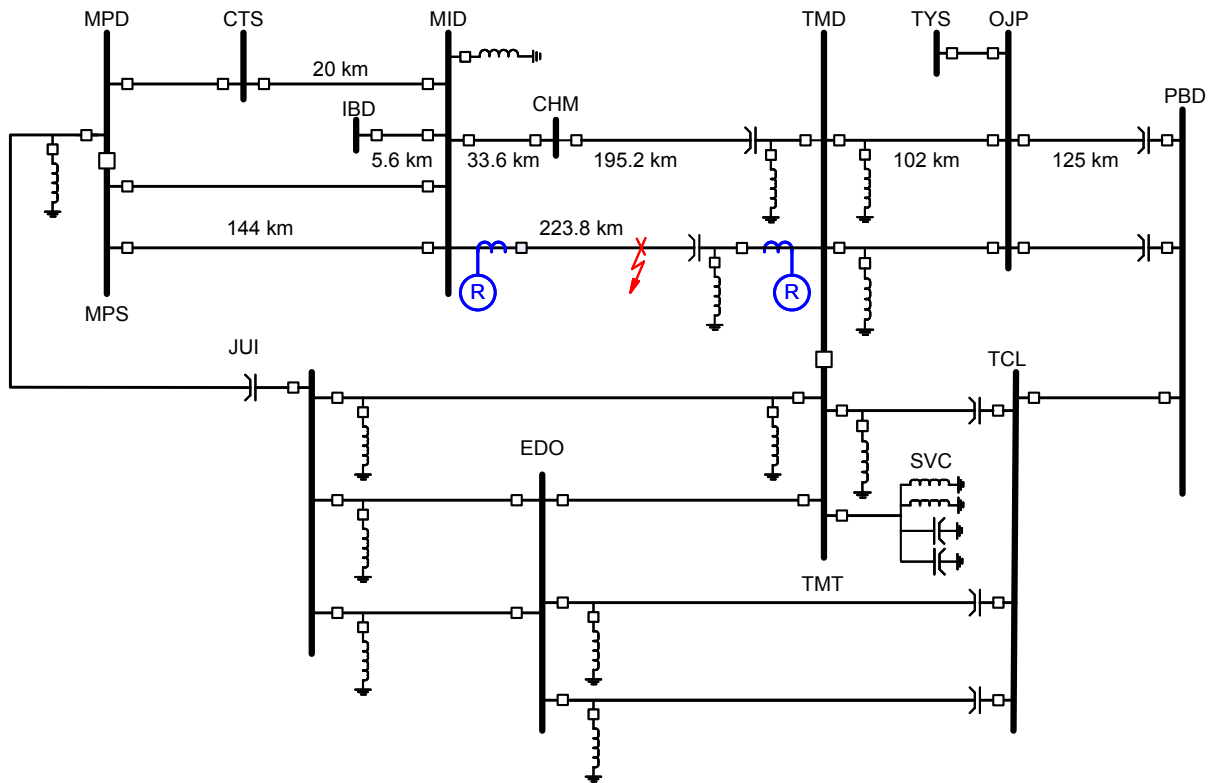 MPD
CTS
MID
TMD
TYS
OJP
20 km
IBD
CHM
PBD
5.6 km
33.6 km
195.2 km
102 km
125 km
144 km
223.8 km
R
R
MPS
JUI
TCL
EDO
SVC
TMT